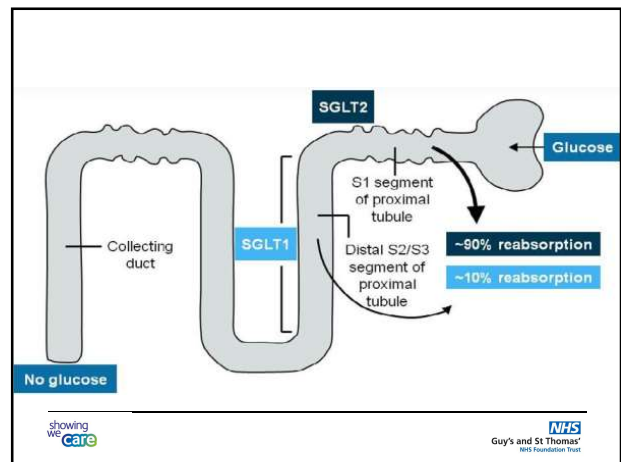 SGLT2
Glucose
S1 segment
of proximal
tubule
SGLT1
Collecting
duct
Distal S2/S3
segment of
proximal
tubule
~90% reabsorption
~10% reabsorption
No glucose
showing
we care
NHS
Guy's and St Thomas'
NHS Foundation Trust